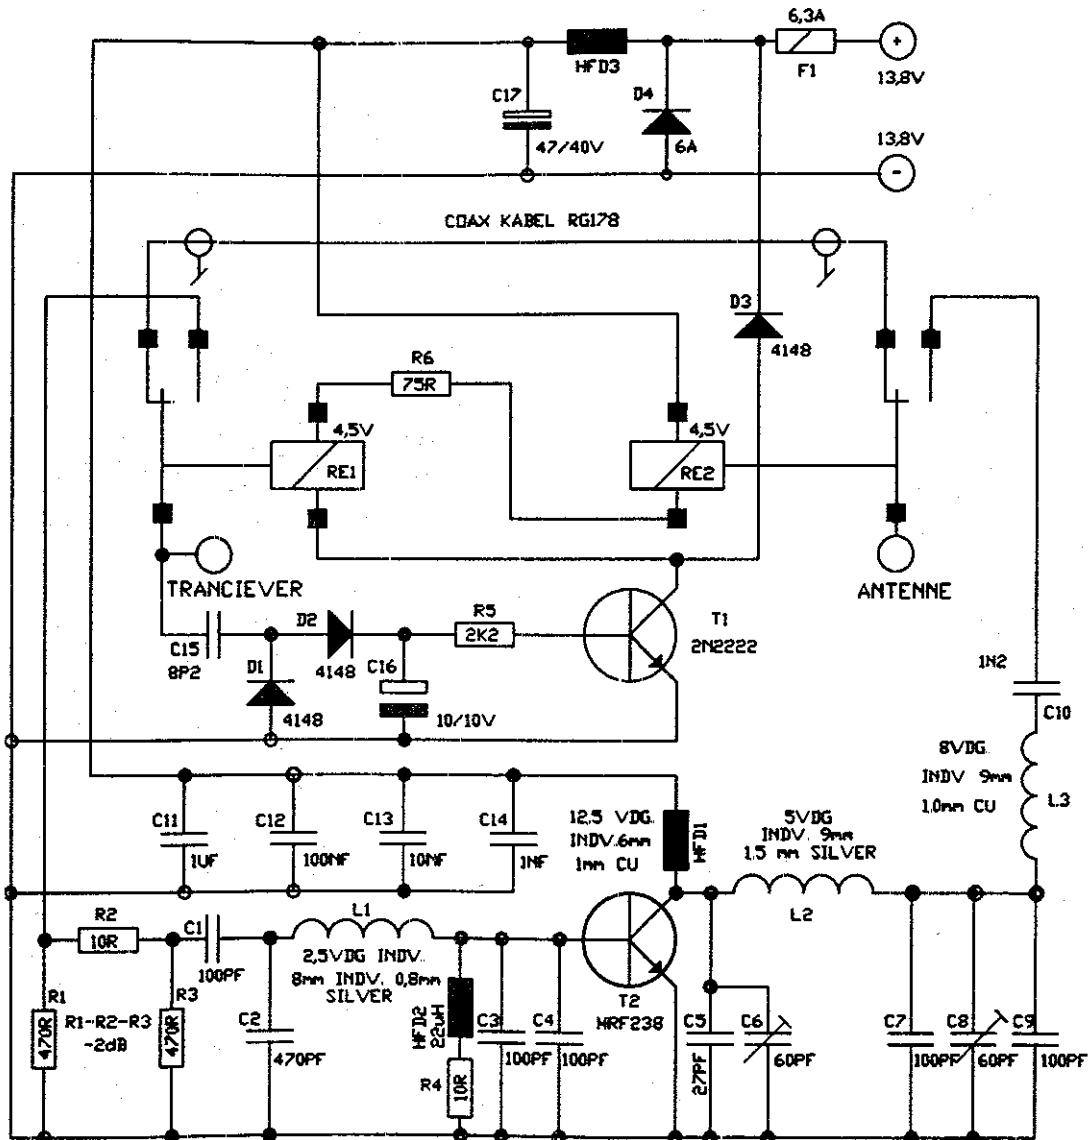 6,3A
+
F1
13,8V
HFD3
C17
47/40V
D4
6A
13,8V
-
COAX KABEL RG178
D3
4148
R6
75R
4,5V
RE1
4,5V
RE2
TRANCIEVER
ANTENNE
C15
8P2
D2
4148
D1
4148
C16
10/10V
R5
2K2
T1
2N2222
1N2
C10
8VDG.
INDV 9mm
1.0mm CU
L3
C11
1UF
C12
100NF
C13
10NF
C14
1NF
12,5 VDG.
INDV.6mm
1mm CU
HFD1
5VDG
INDV. 9mm
1.5 mm SILVER
L2
R2
10R
C1
100PF
L1
2,5VDG INDV.
8mm INDV. 0,8mm
SILVER
R1
470R
R1-R2-R3
-2dB
R3
470R
C2
470PF
HFD2
22uH
R4
10R
C3
100PF
C4
100PF
T2
MRF238
C5
27PF
C6
60PF
C7
100PF
C8
60PF
C9
100PF